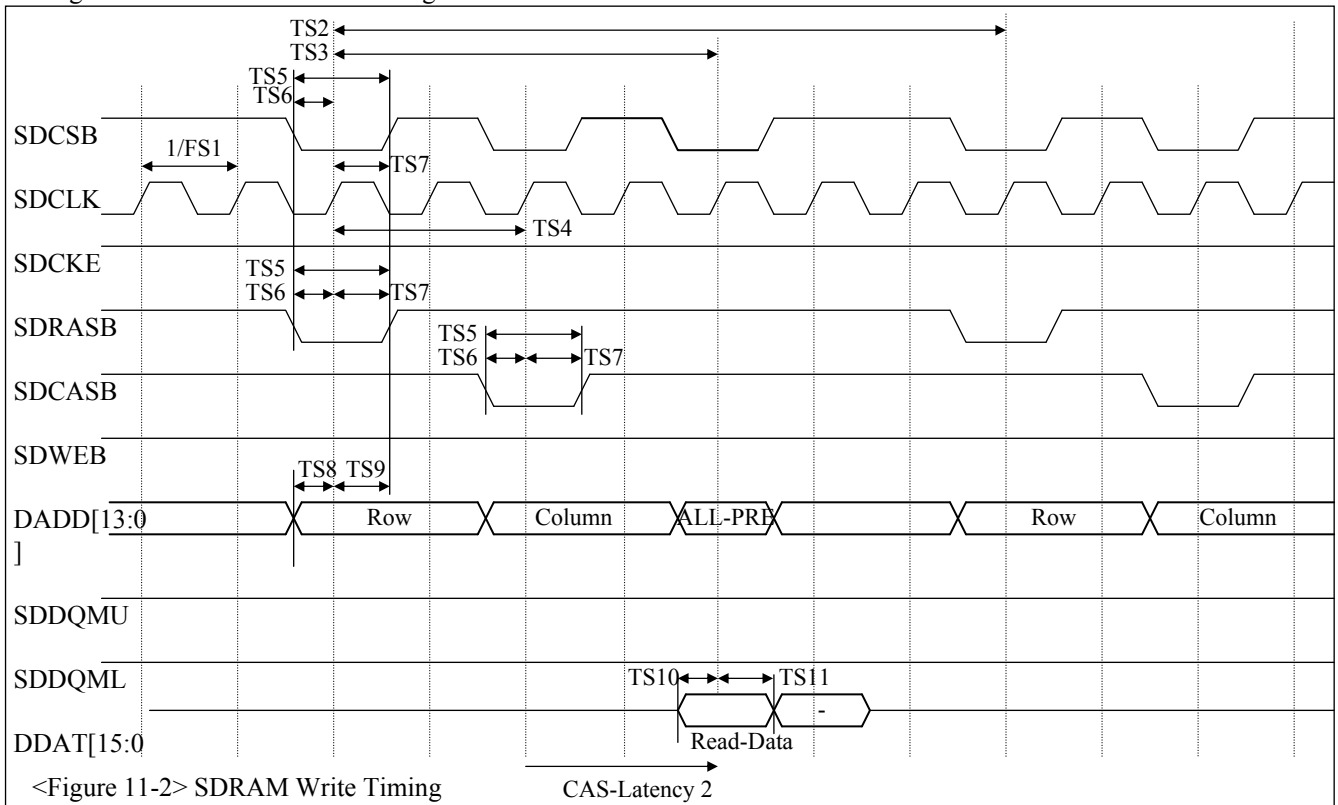 TS2
TS3
TS5
TS6
SDCSB
1/FS1
TS7
SDCLK
TS4
SDCKE
TS5
TS6 TS7
SDRASB
TS5
TS6 TS7
SDCASB
SDWEB
TS8 TS9
DADD[13:0
]
Row Column ALL-PRE Row Column
SDDQMU
SDDQML
TS10 TS11
-
DDAT[15:0
Read-Data
<Figure 11-2> SDRAM Write Timing
CAS-Latency 2